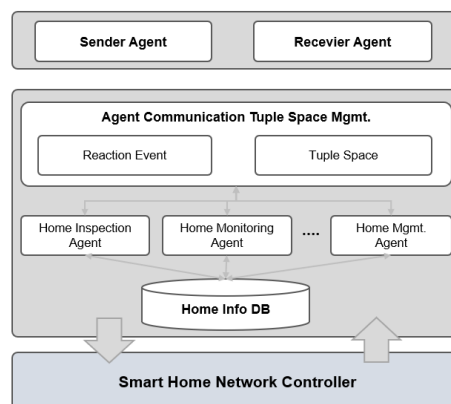 Sender Agent
Recevier Agent
Agent Communication Tuple Space Mgmt.
Reaction Event
Tuple Space
Home Inspection
Agent
Home Monitoring
Agent
....
Home Mgmt.
Agent
Home Info DB
Smart Home Network Controller